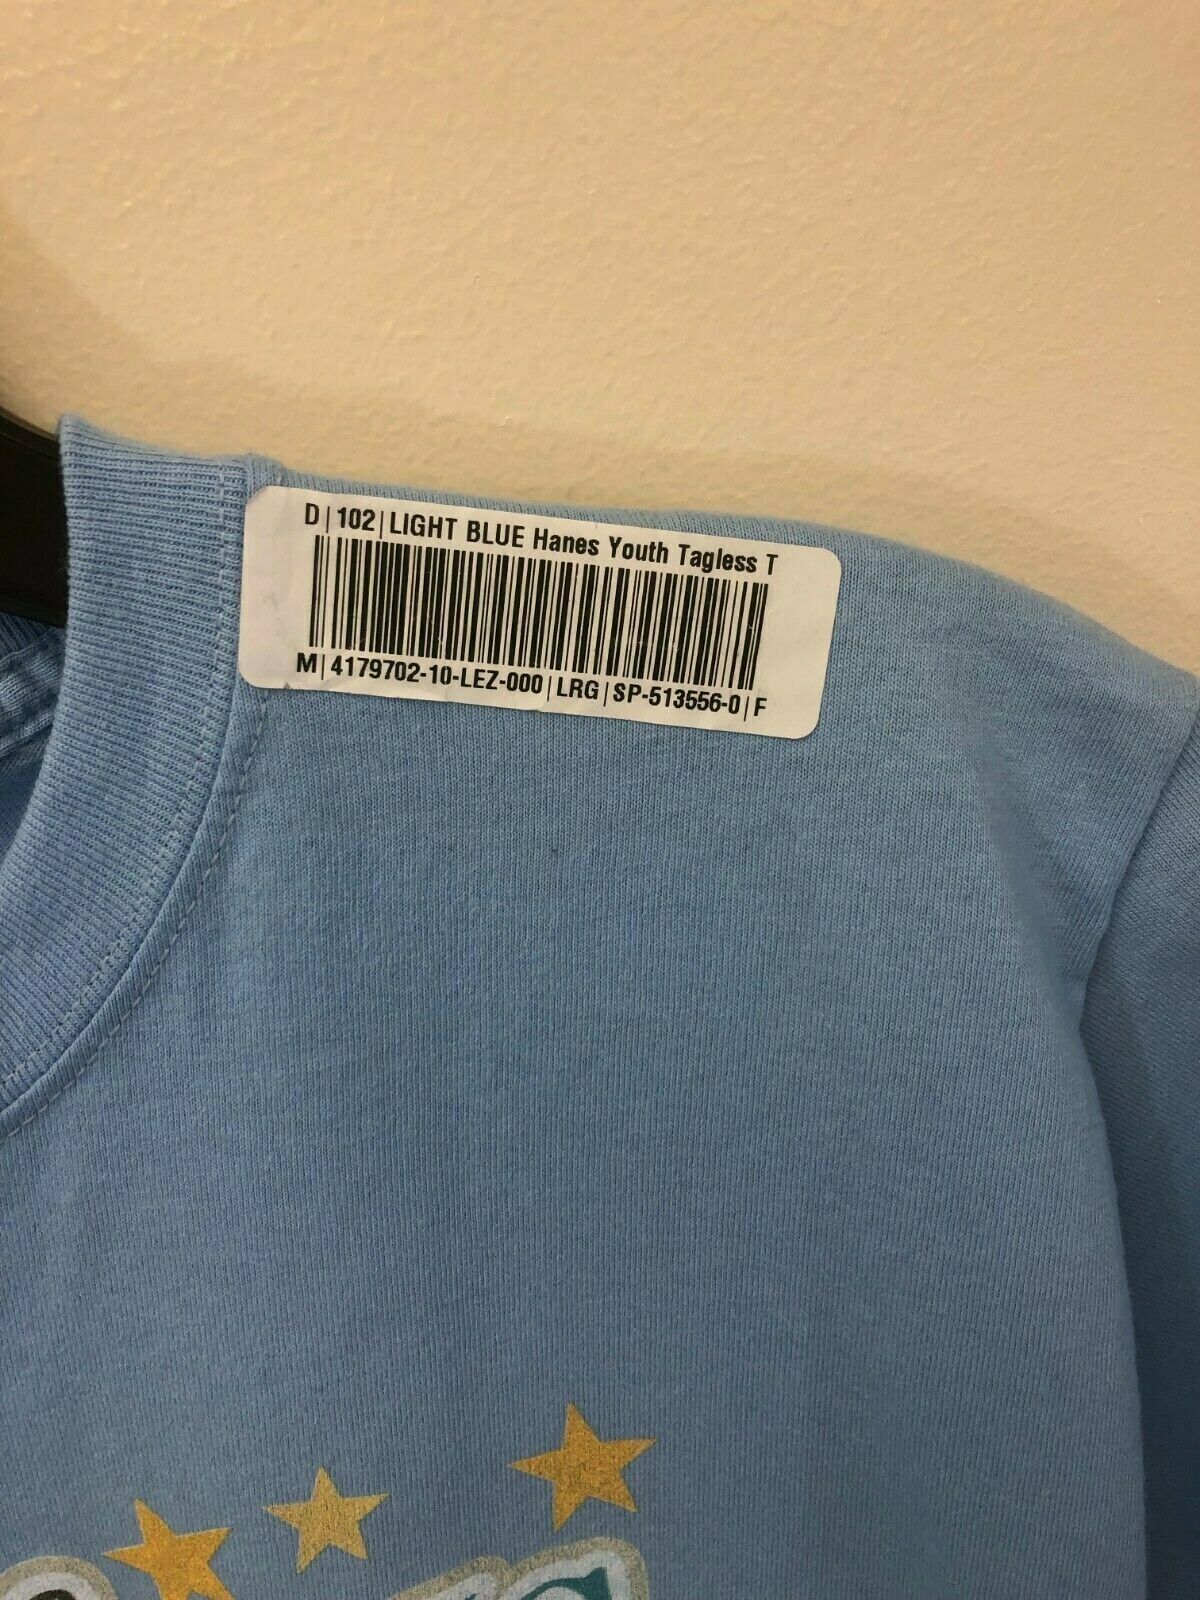 D|102|LIGHT BLUE Hanes Youth Tagless T
M|4179702-10-LEZ-000|LRG|SP-513556-0|F